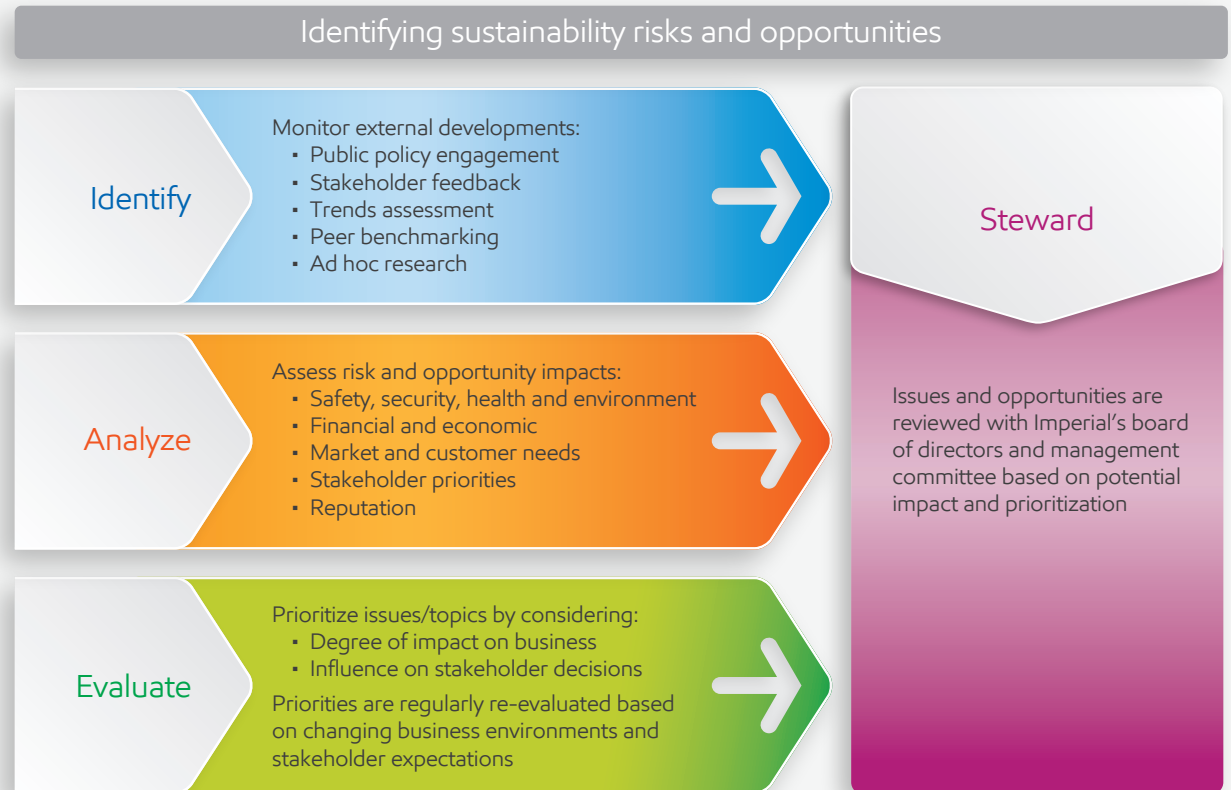 Identifying sustainability risks and opportunities
Identify
Monitor external developments:
▪ Public policy engagement
▪ Stakeholder feedback
▪ Trends assessment
▪ Peer benchmarking
▪ Ad hoc research
Analyze
Assess risk and opportunity impacts:
▪ Safety, security, health and environment
▪ Financial and economic
▪ Market and customer needs
▪ Stakeholder priorities
▪ Reputation
Evaluate
Prioritize issues/topics by considering:
▪ Degree of impact on business
▪ Influence on stakeholder decisions
Priorities are regularly re-evaluated based
on changing business environments and
stakeholder expectations
Steward
Issues and opportunities are
reviewed with Imperial’s board
of directors and management
committee based on potential
impact and prioritization